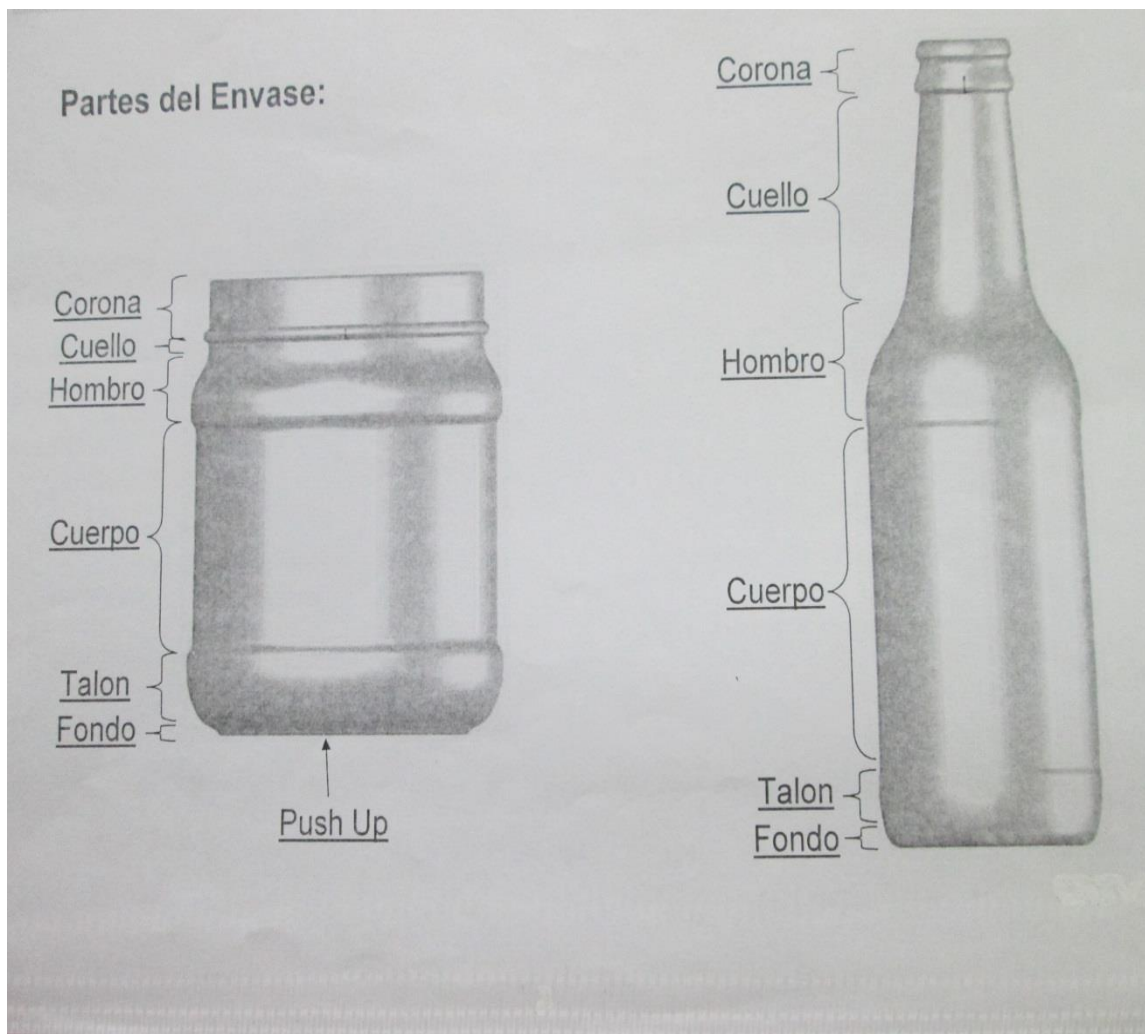 Partes del Envase:
Corona
Cuello
Hombro
Cuerpo
Talon
Fondo
Push Up
Corona
Cuello
Hombro
Cuerpo
Talon
Fondo